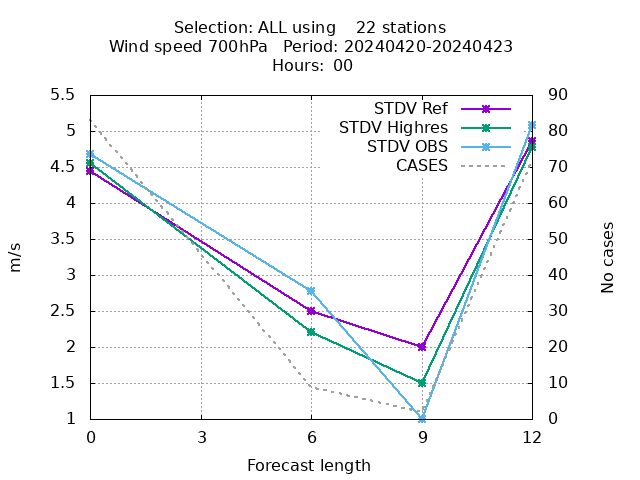 Selection: ALL using    22 stations
Wind speed 700hPa   Period: 20240420-20240423
Hours:  00
STDV Ref
STDV Highres
STDV OBS
CASES
5.5
5
4.5
4
3.5
3
2.5
2
1.5
1
90
80
70
60
50
40
30
20
10
0
m/s
No cases
0 3 6 9 12
Forecast length